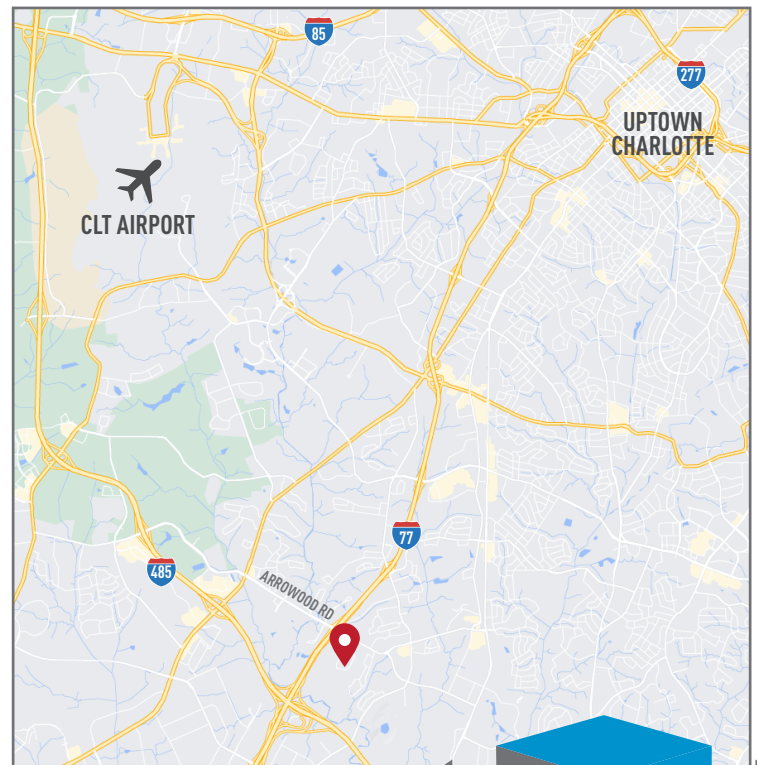 85
277
UPTOWN
CHARLOTTE
CLT AIRPORT
77
485
ARROWOOD RD